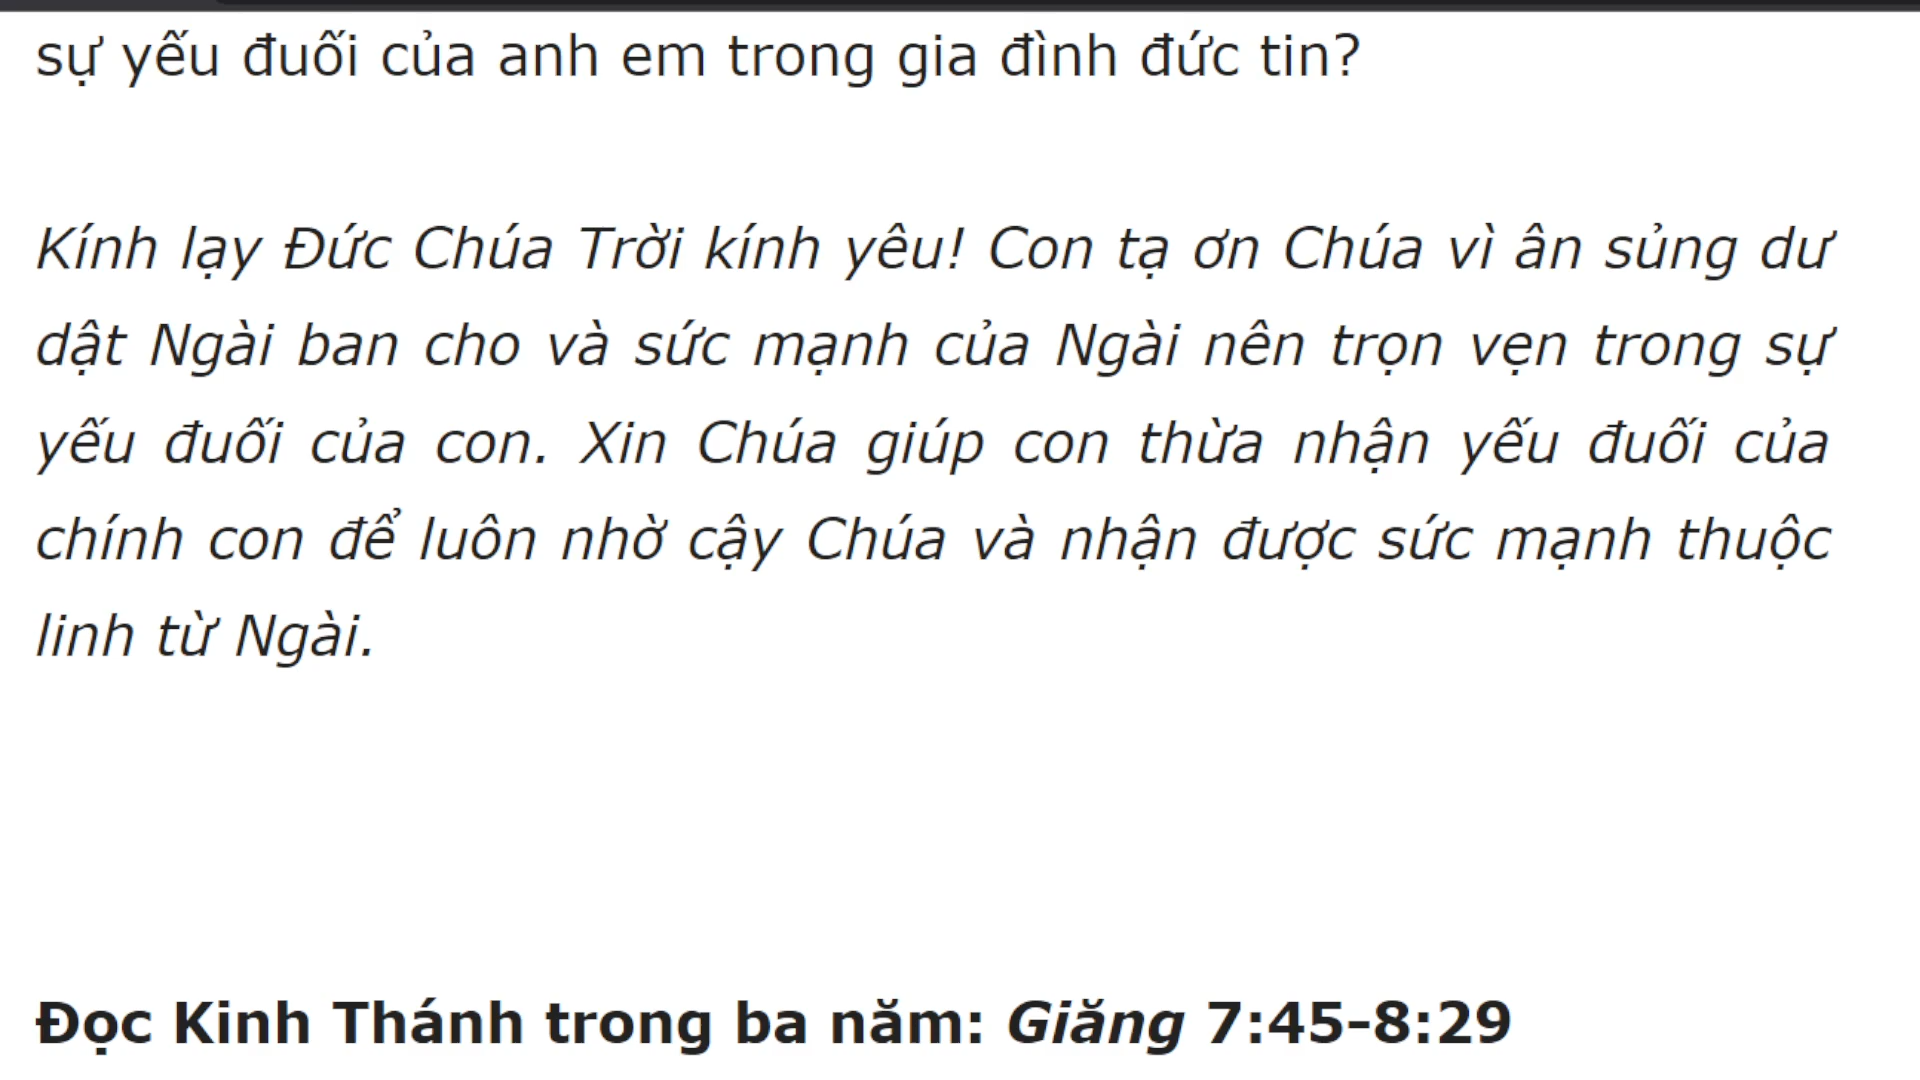 sự yếu đuối của anh em trong gia đình đức tin?
Kính lạy Đức Chúa Trời kính yêu! Con tạ ơn Chúa vì ân sủng dư
dật Ngài ban cho và sức mạnh của Ngài nên trọn vẹn trong sự
yếu đuối của con. Xin Chúa giúp con thừa nhận yếu đuối của
chính con để luôn nhờ cậy Chúa và nhận được sức mạnh thuộc
linh từ Ngài.
Đọc Kinh Thánh trong ba năm: Giăng 7:45–8:29